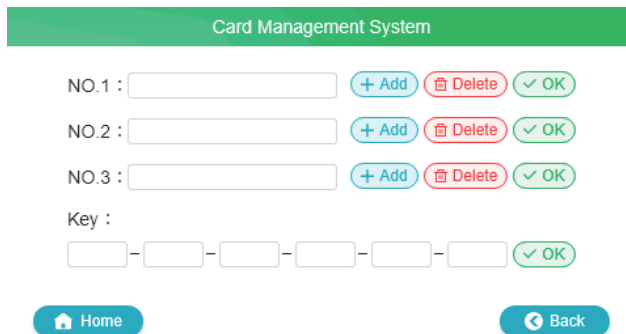 Card Management System
NO.1 : Add Delete OK
NO.2 : Add Delete OK
NO.3 : Add Delete OK
Key :
– – – – – OK
Home Back